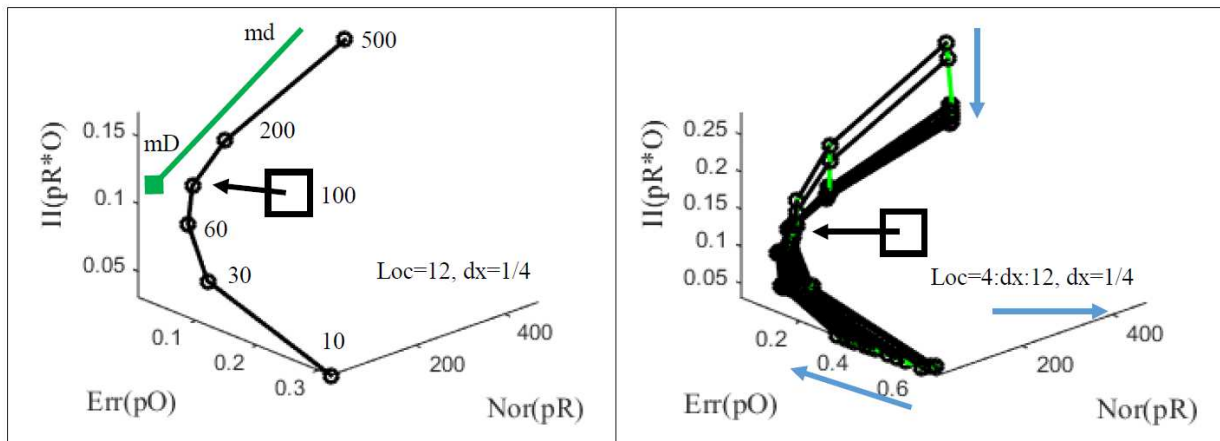 md
500
0.15
mD
200
II(pR*O)
0.1
100
60
0.05
30
Loc=12, dx=1/4
0.1
10
400
0.2
200
0.3
Err(pO)
Nor(pR)
0.25
II(pR*O)
0.2
0.15
0.1
0.05
Loc=4:dx:12, dx=1/4
0.2
400
0.4
200
0.6
Err(pO)
Nor(pR)